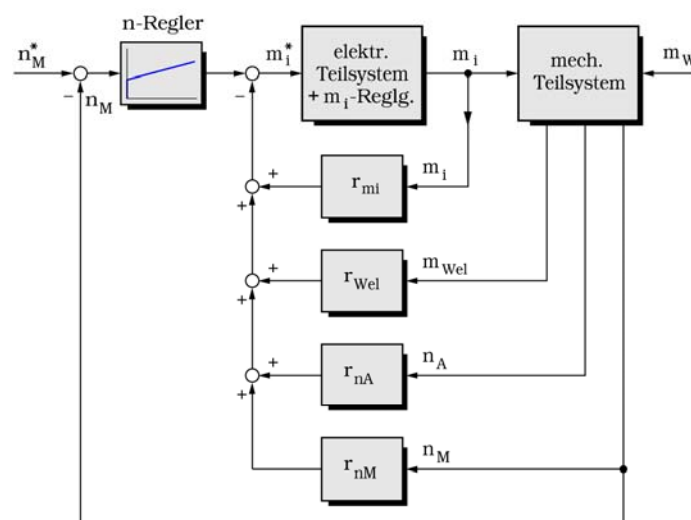 n-Regler
n*M
−
nM
m*i
−
elektr.
Teilsystem
+ mi-Reglg.
mi
mech.
Teilsystem
mW
+
+
rmi
mi
+
+
rWel
mWel
+
+
rnA
nA
+
rnM
nM